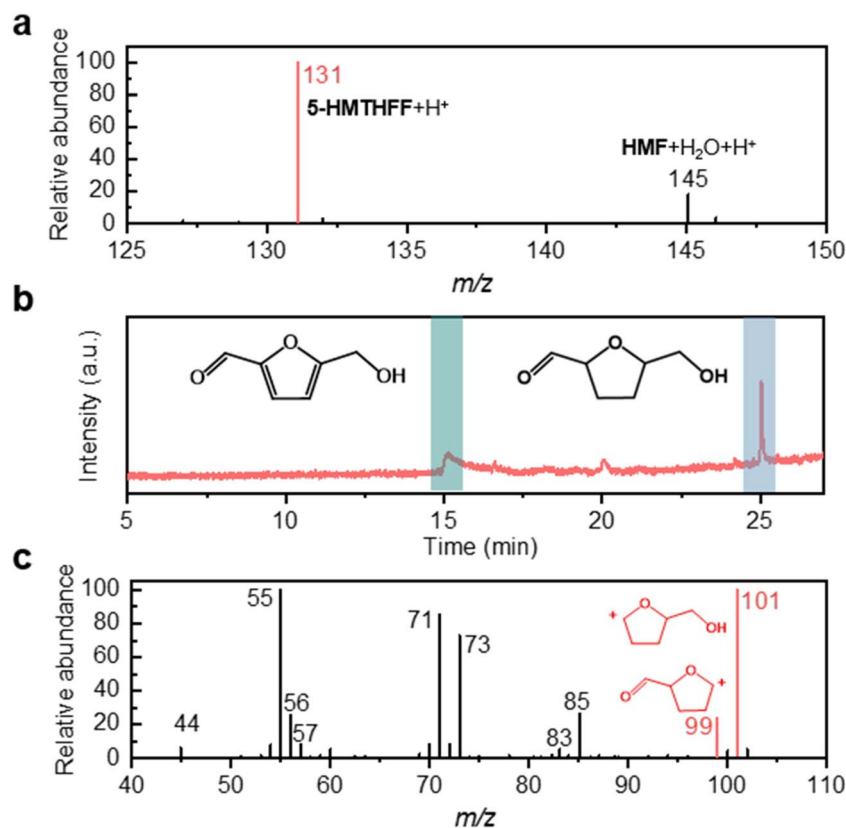 a
Relative abundance
100
80
60
40
20
0
131
5-HMTHFF+H⁺
HMF+H₂O+H⁺
145
125 130 135 140 145 150
m/z
b
Intensity (a.u.)
O O OH
O O OH
5 10 15 20 25
Time (min)
c
Relative abundance
100
80
60
40
20
0
44
55
56
57
71
73
83
85
99
101
+ O OH
O O +
40 50 60 70 80 90 100 110
m/z